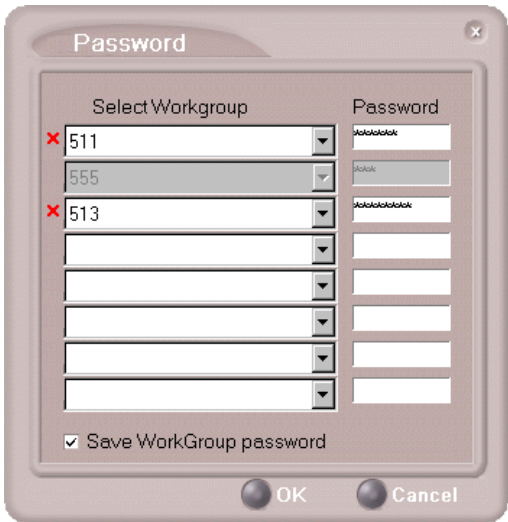 Password
Select Workgroup Password
511 ******
555 ***
513 ********
Save WorkGroup password
OK Cancel